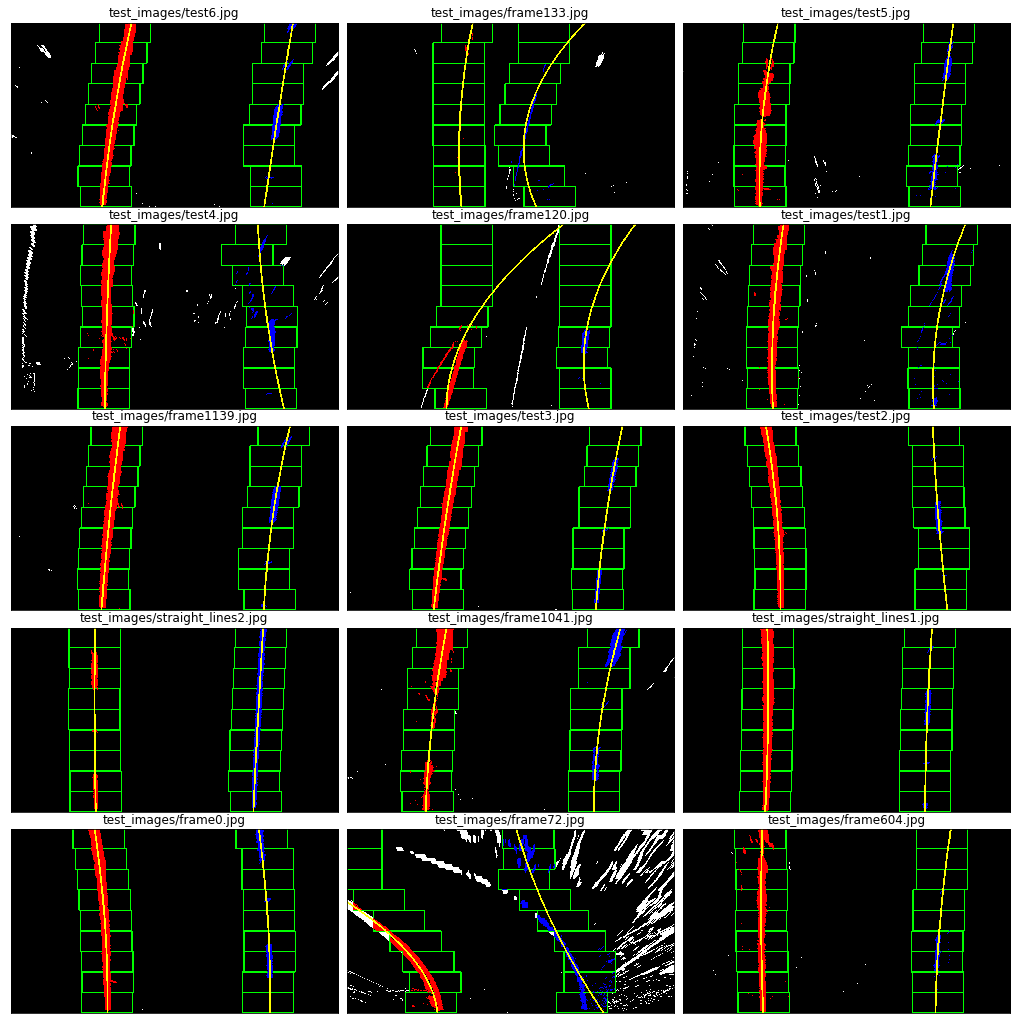 test_images/test6.jpg
test_images/frame133.jpg
test_images/test5.jpg
test_images/test4.jpg
test_images/frame120.jpg
test_images/test1.jpg
test_images/frame1139.jpg
test_images/test3.jpg
test_images/test2.jpg
test_images/straight_lines2.jpg
test_images/frame1041.jpg
test_images/straight_lines1.jpg
test_images/frame0.jpg
test_images/frame72.jpg
test_images/frame604.jpg